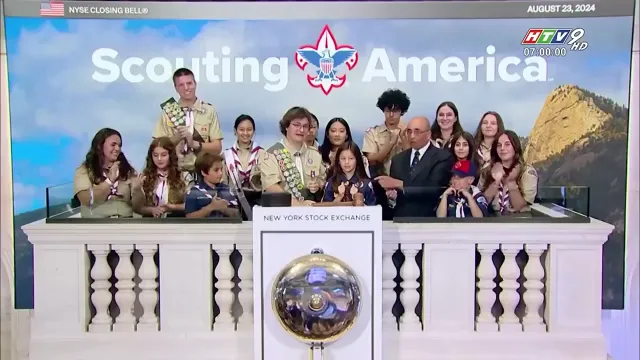 NYSE CLOSING BELL®
AUGUST 23, 2024
HTV9 HD
07:00:00
Scouting America
NEW YORK STOCK EXCHANGE